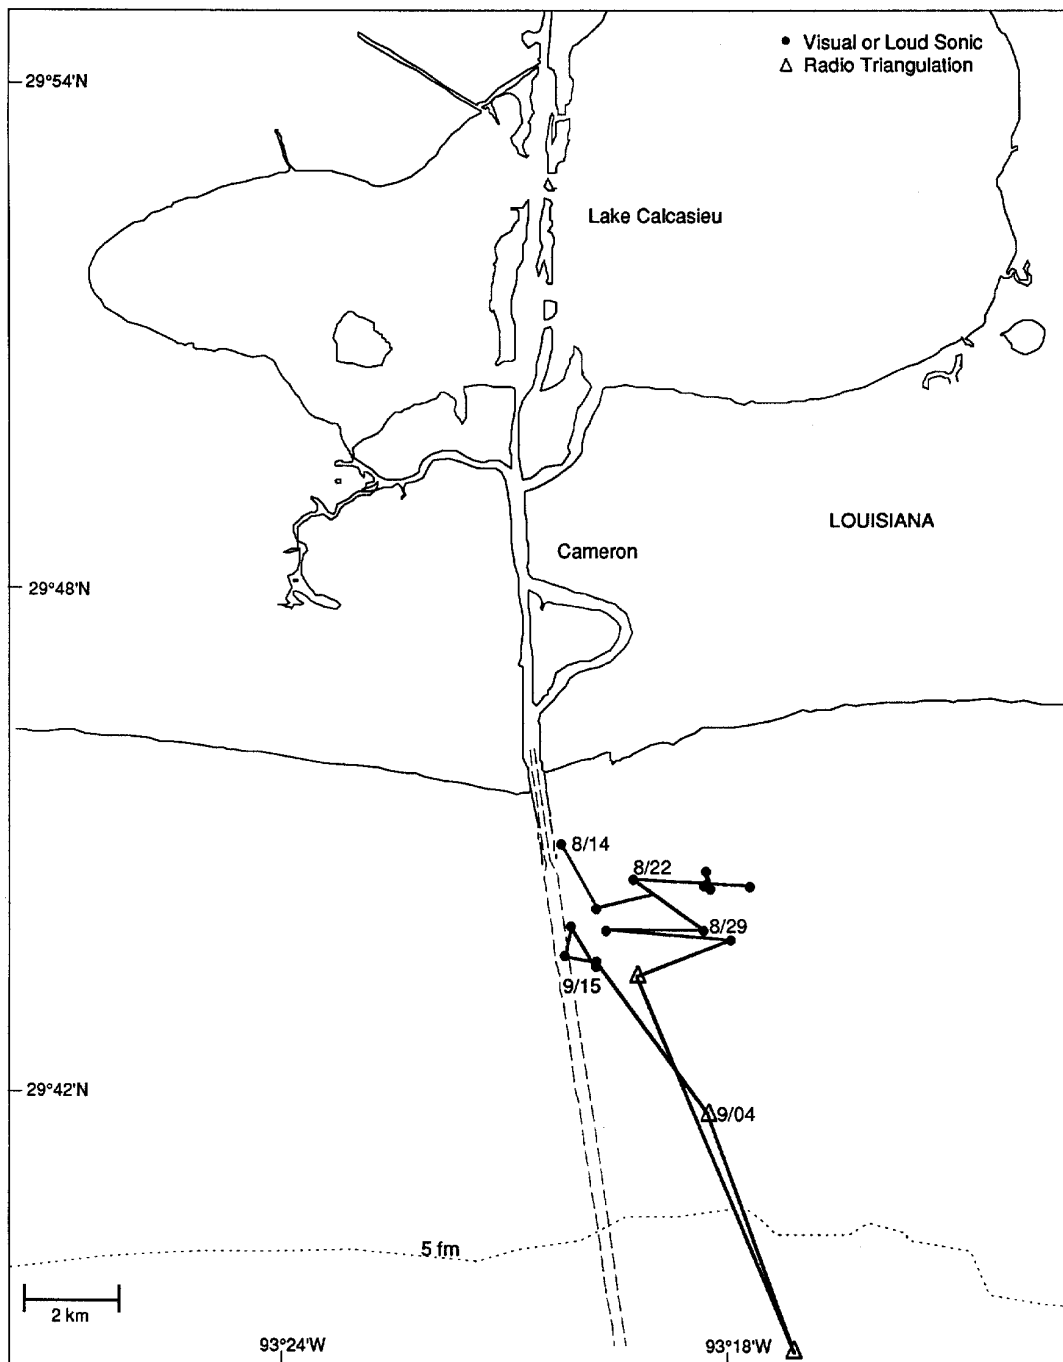 Visual or Loud Sonic
Radio Triangulation
29°54'N
Lake Calcasieu
LOUISIANA
Cameron
29°48'N
8/14
8/22
8/29
9/15
29°42'N
9/04
5 fm
2 km
93°24'W
93°18'W